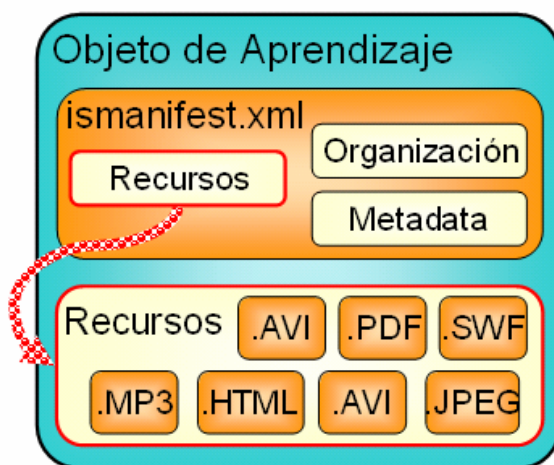 Objeto de Aprendizaje
ismanifest.xml
Recursos
Organización
Metadata
Recursos
.AVI
.PDF
.SWF
.MP3
.HTML
.AVI
.JPEG